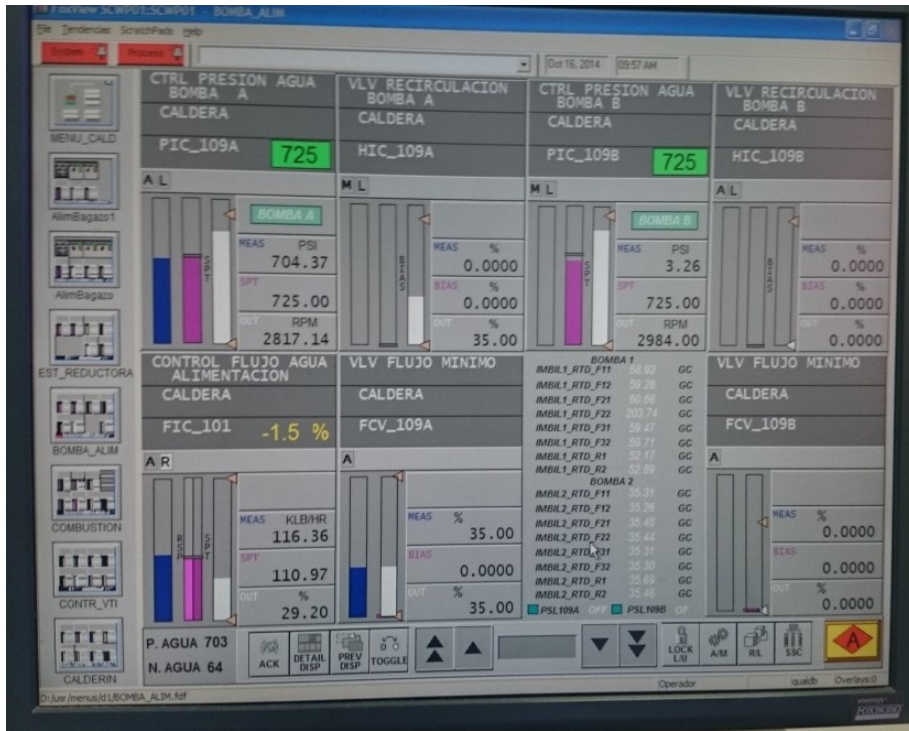 FoxView SCWP01:SCWP01 - BOMBA_ALIM
File Tendencias ScratchPads Help
System Process
Oct 16, 2014 09:57 AM
MENU_CALD
AlimBagazo1
AlimBagazo
EST_REDUCTORA
BOMBA_ALIM
COMBUSTION
CONTR_VTI
CALDERIN
CTRL PRESION AGUA
BOMBA A
CALDERA
PIC_109A 725
A L
BOMBA A
SPT
MEAS PSI
704.37
SPT
725.00
OUT RPM
2817.14
VLV RECIRCULACION
BOMBA A
CALDERA
HIC_109A
M L
BIAS
MEAS %
0.0000
BIAS %
0.0000
OUT %
35.00
CTRL PRESION AGUA
BOMBA B
CALDERA
PIC_109B 725
M L
BOMBA B
SPT
MEAS PSI
3.26
SPT
725.00
OUT RPM
2984.00
VLV RECIRCULACION
BOMBA B
CALDERA
HIC_109B
A L
BIAS
MEAS %
0.0000
BIAS %
0.0000
OUT %
0.0000
CONTROL FLUJO AGUA
ALIMENTACION
CALDERA
FIC_101 -1.5 %
A R
RSP
SPT
MEAS KLB/HR
116.36
SPT
110.97
OUT %
29.20
VLV FLUJO MINIMO
CALDERA
FCV_109A
A
MEAS %
35.00
BIAS
0.0000
OUT %
35.00
BOMBA 1
IMBIL1_RTD_F11 58.92 GC
IMBIL1_RTD_F12 59.28 GC
IMBIL1_RTD_F21 60.68 GC
IMBIL1_RTD_F22 203.74 GC
IMBIL1_RTD_F31 59.47 GC
IMBIL1_RTD_F32 59.71 GC
IMBIL1_RTD_R1 52.17 GC
IMBIL1_RTD_R2 52.89 GC
BOMBA 2
IMBIL2_RTD_F11 35.31 GC
IMBIL2_RTD_F12 35.26 GC
IMBIL2_RTD_F21 35.48 GC
IMBIL2_RTD_F22 35.44 GC
IMBIL2_RTD_F31 35.31 GC
IMBIL2_RTD_F32 35.30 GC
IMBIL2_RTD_R1 35.69 GC
IMBIL2_RTD_R2 35.48 GC
PSL109A OFF PSL109B OF
VLV FLUJO MINIMO
CALDERA
FCV_109B
A
MEAS %
0.0000
BIAS
0.0000
OUT %
0.0000
P. AGUA 703
N. AGUA 64
ACK
DETAIL DISP
PREV DISP
TOGGLE
LOCK L/U
A/M
R/L
SSC
A
D:/usr/menus/d1/BOMBA_ALIM.fdf
Operador
qualdb
Overlays:0
FOXBORO